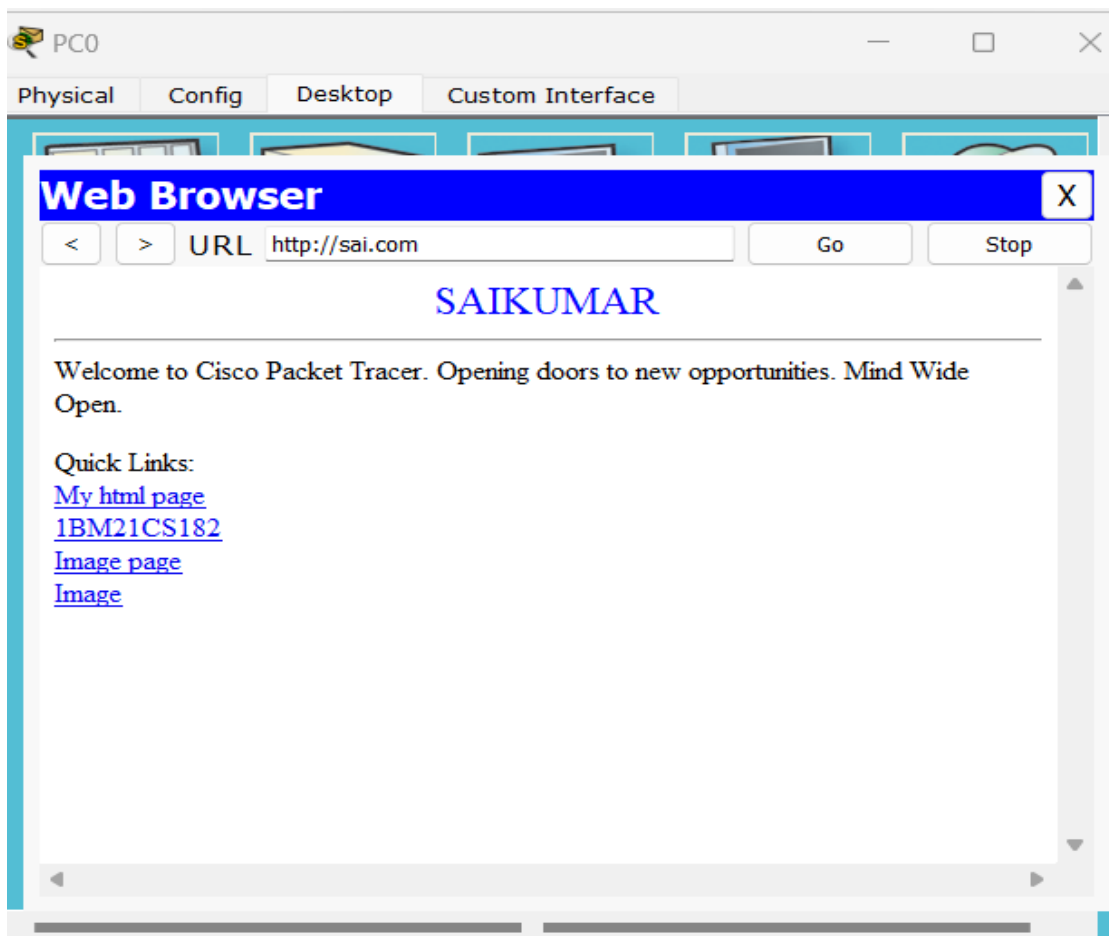 PC0
Physical Config Desktop Custom Interface
Web Browser X
< > URL http://sai.com Go Stop
SAIKUMAR
Welcome to Cisco Packet Tracer. Opening doors to new opportunities. Mind Wide
Open.
Quick Links:
My html page
1BM21CS182
Image page
Image